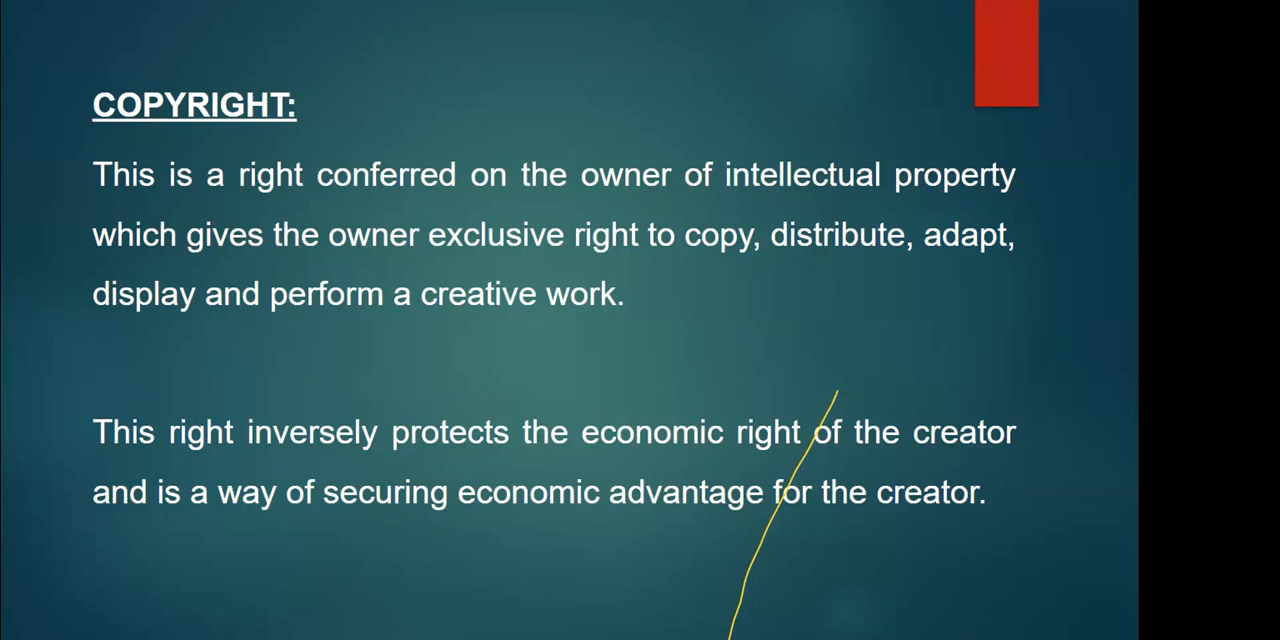 COPYRIGHT:
This is a right conferred on the owner of intellectual property
which gives the owner exclusive right to copy, distribute, adapt,
display and perform a creative work.
This right inversely protects the economic right of the creator
and is a way of securing economic advantage for the creator.